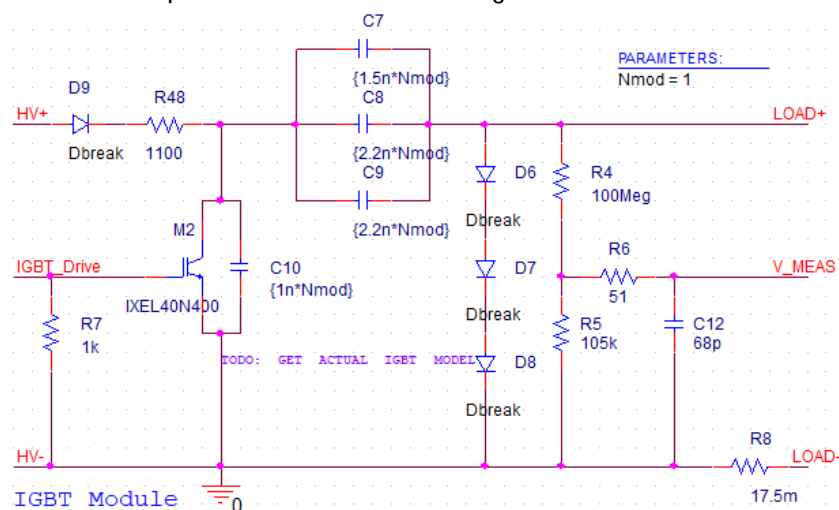 C7
{1.5n*Nmod}
PARAMETERS:
Nmod = 1
D9
R48
C8
HV+
LOAD+
Dbreak
1100
{2.2n*Nmod}
C9
D6
R4
100Meg
{2.2n*Nmod}
Dbreak
M2
R6
IGBT_Drive
C10
{1n*Nmod}
D7
51
V_MEAS
IXEL40N400
R7
1k
Dbreak
R5
105k
C12
68p
TODO: GET ACTUAL IGBT MODEL
D8
Dbreak
R8
HV-
LOAD-
IGBT Module
0
17.5m